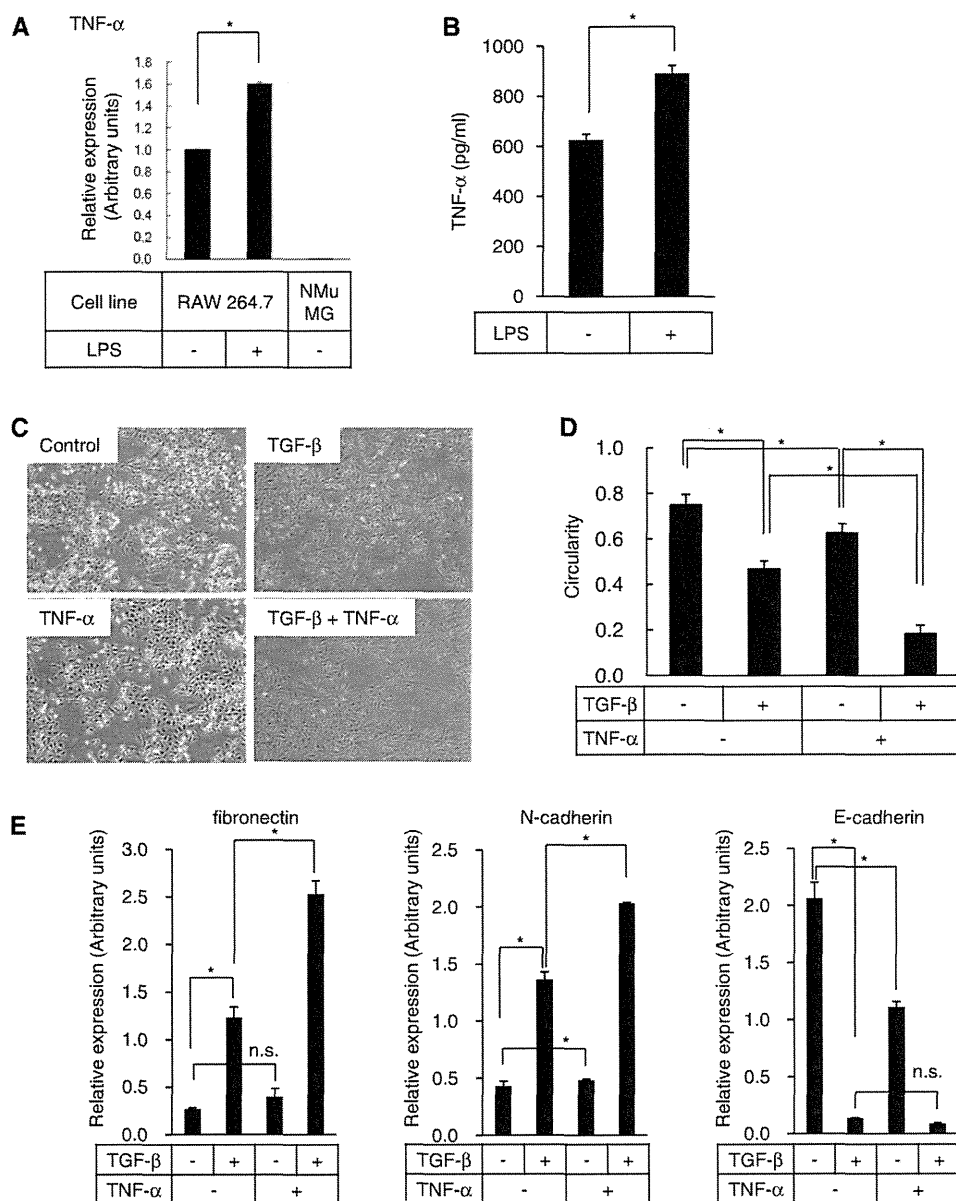 A
TNF-α
*
Relative expression
(Arbitrary units)
1.8
1.6
1.4
1.2
1.0
0.8
0.6
0.4
0.2
0.0
Cell line RAW 264.7 NMu
MG
LPS - + -
B
*
TNF-α (pg/ml)
1000
800
600
400
200
0
LPS - +
C
Control
TGF-β
TNF-α
TGF-β + TNF-α
D
* * *
*
Circularity
0.8
0.6
0.4
0.2
0.0
TGF-β - + - +
TNF-α - +
E
fibronectin
Relative expression (Arbitrary units)
3.0
2.5
2.0
1.5
1.0
0.5
0.0
*
*
n.s.
TGF-β - + - +
TNF-α - +
N-cadherin
Relative expression (Arbitrary units)
2.5
2.0
1.5
1.0
0.5
0.0
*
*
*
TGF-β - + - +
TNF-α - +
E-cadherin
Relative expression (Arbitrary units)
2.5
2.0
1.5
1.0
0.5
0.0
*
*
n.s.
TGF-β - + - +
TNF-α - +